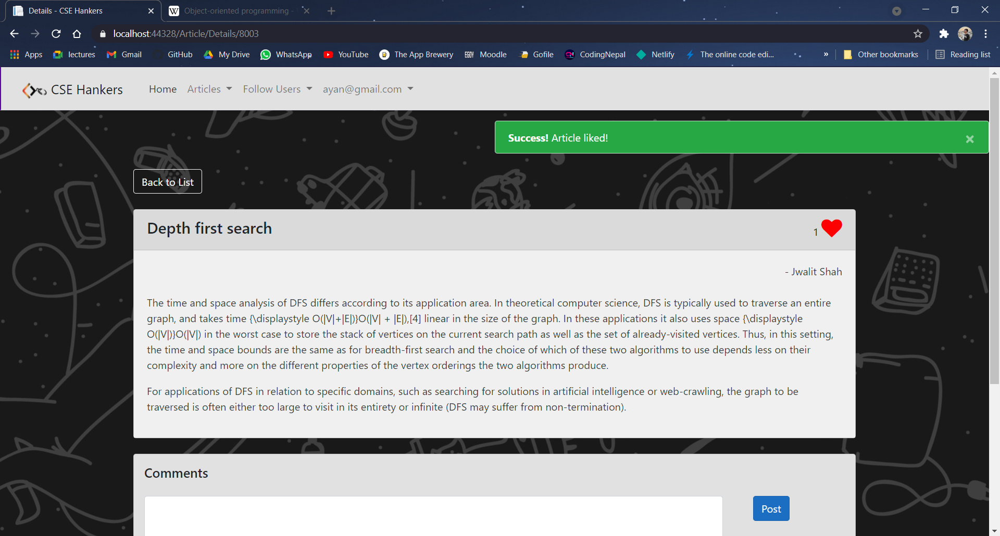 Details - CSE Hankers
Object-oriented programming -
localhost:44328/Article/Details/8003
Apps lectures Gmail GitHub My Drive WhatsApp YouTube The App Brewery EGOV Moodle Gofile CodingNepal Netlify The online code edi... » Other bookmarks Reading list
CSE Hankers Home Articles Follow Users ayan@gmail.com
Success! Article liked! ×
Back to List
Depth first search 1
- Jwalit Shah
The time and space analysis of DFS differs according to its application area. In theoretical computer science, DFS is typically used to traverse an entire
graph, and takes time {\displaystyle O(|V|+|E|)}O(|V| + |E|),[4] linear in the size of the graph. In these applications it also uses space {\displaystyle
O(|V|)}O(|V|) in the worst case to store the stack of vertices on the current search path as well as the set of already-visited vertices. Thus, in this setting,
the time and space bounds are the same as for breadth-first search and the choice of which of these two algorithms to use depends less on their
complexity and more on the different properties of the vertex orderings the two algorithms produce.
For applications of DFS in relation to specific domains, such as searching for solutions in artificial intelligence or web-crawling, the graph to be
traversed is often either too large to visit in its entirety or infinite (DFS may suffer from non-termination).
Comments
Post